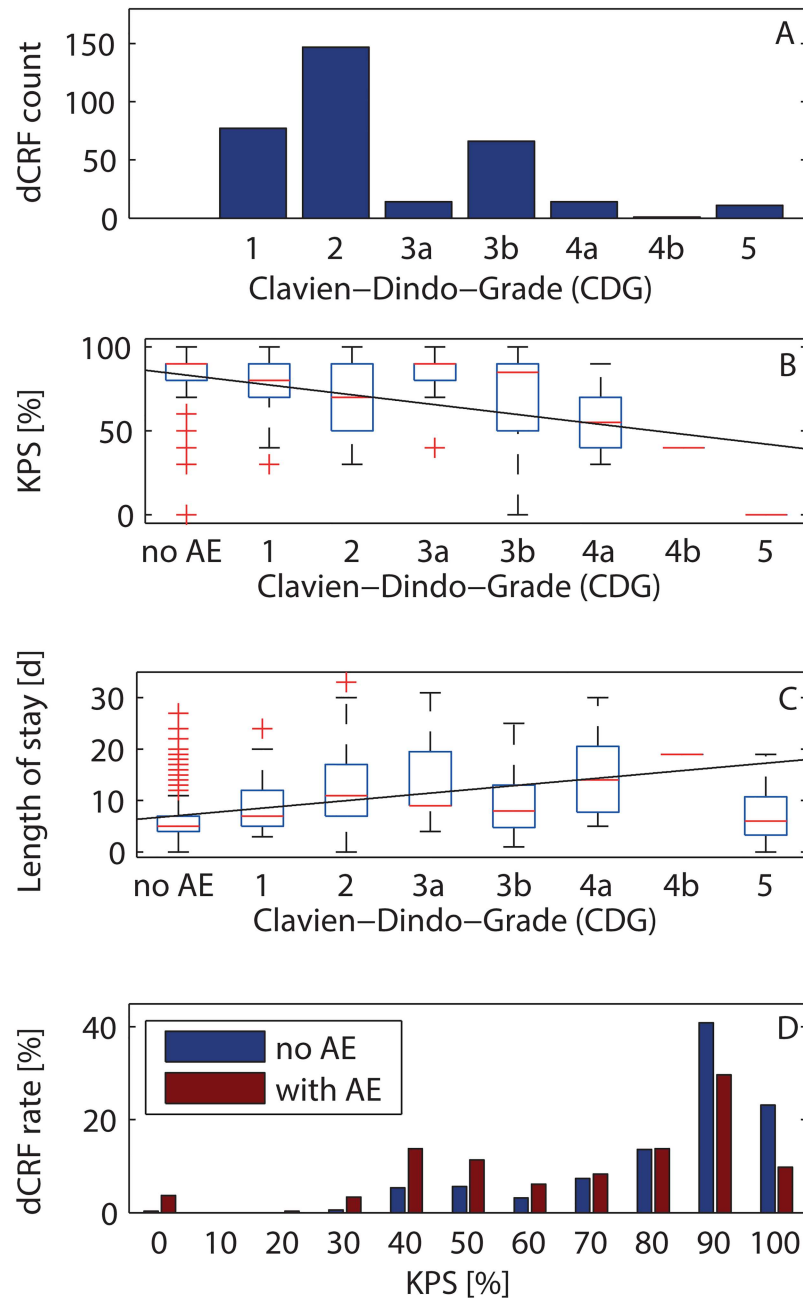 A
dCRF count
150
100
50
0
1 2 3a 3b 4a 4b 5
Clavien–Dindo–Grade (CDG)
B
KPS [%]
100
50
0
no AE 1 2 3a 3b 4a 4b 5
Clavien–Dindo–Grade (CDG)
C
Length of stay [d]
30
20
10
0
no AE 1 2 3a 3b 4a 4b 5
Clavien–Dindo–Grade (CDG)
D
dCRF rate [%]
40
20
0
no AE
with AE
0 10 20 30 40 50 60 70 80 90 100
KPS [%]